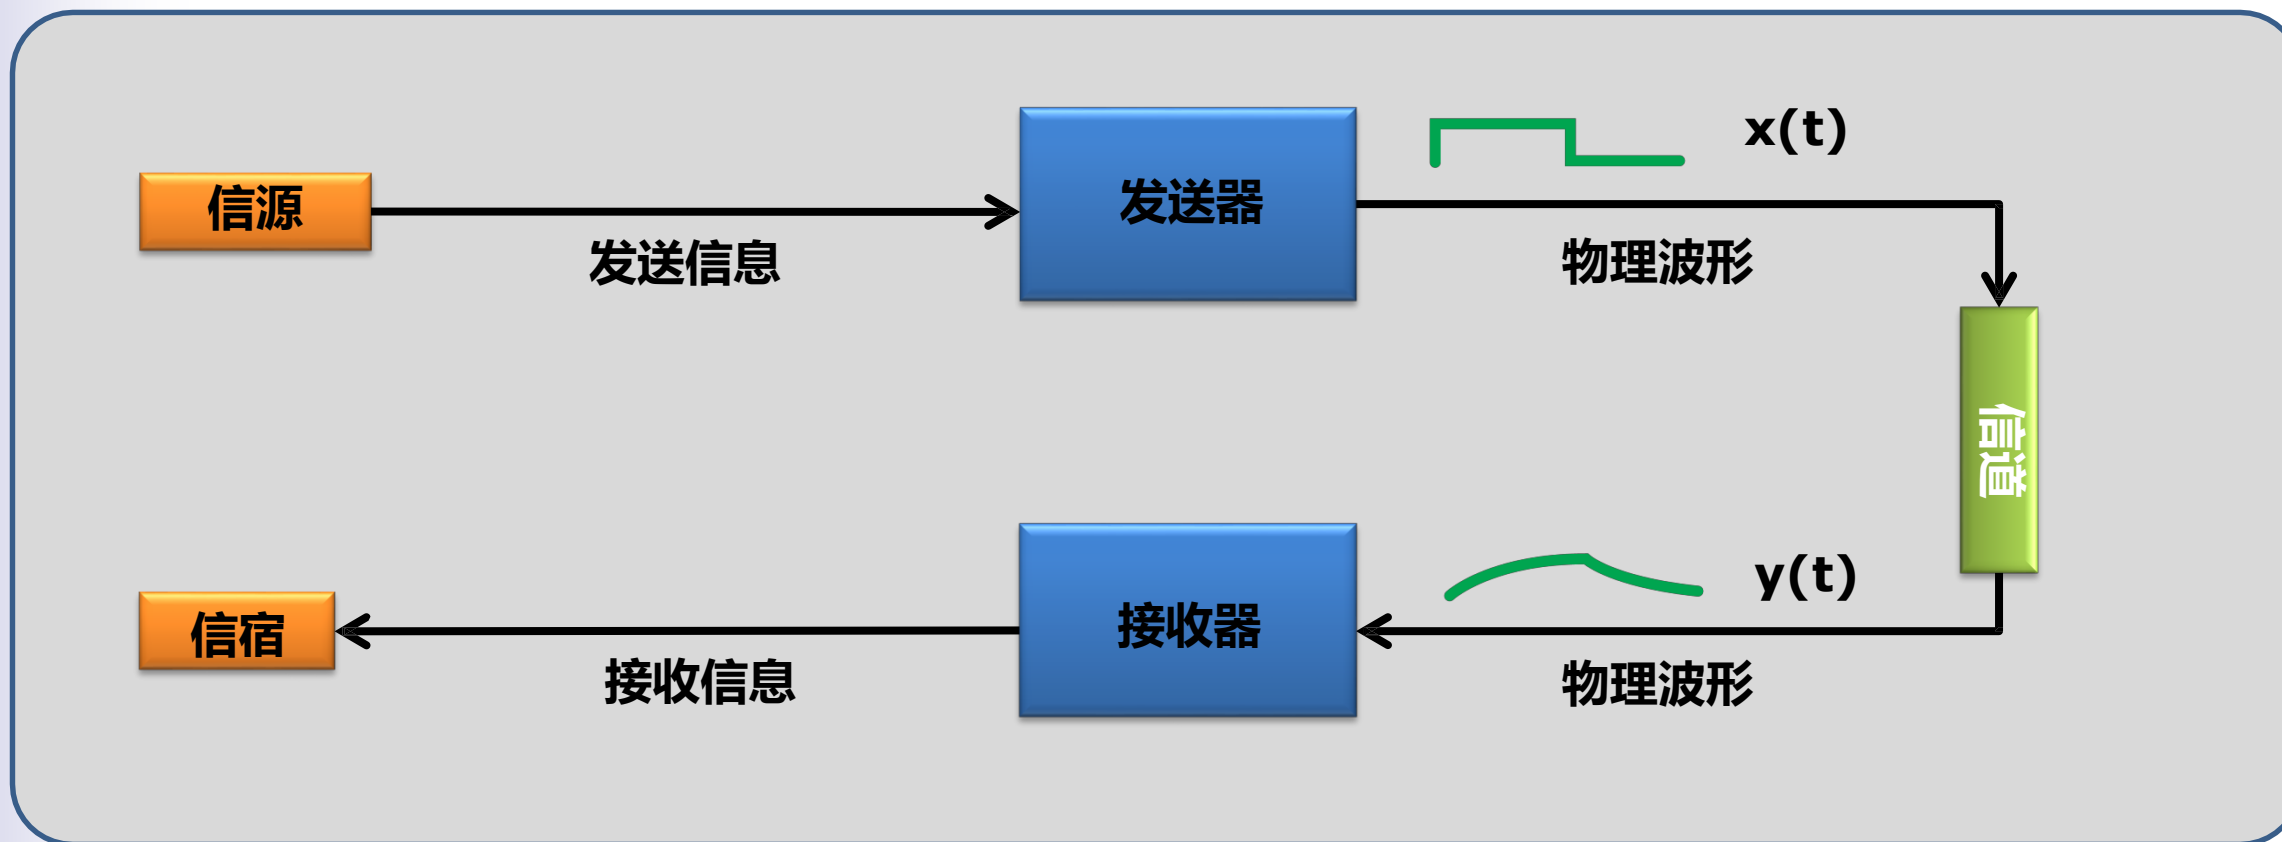 信源
发送信息
发送器
x(t)
物理波形
信道
y(t)
物理波形
接收器
接收信息
信宿